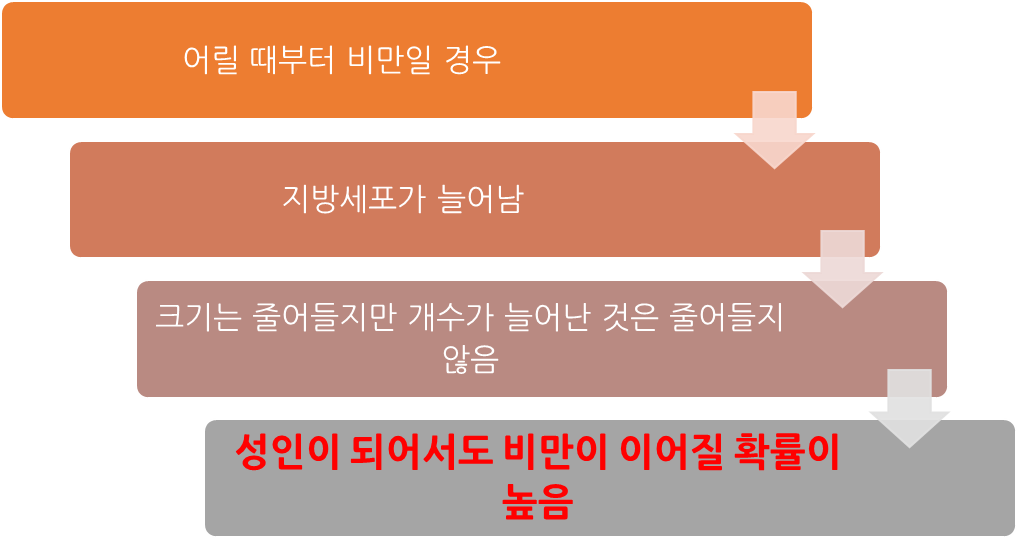 어릴 때부터 비만일 경우
지방세포가 늘어남
크기는 줄어들지만 개수가 늘어난 것은 줄어들지
않음
성인이 되어서도 비만이 이어질 확률이
높음